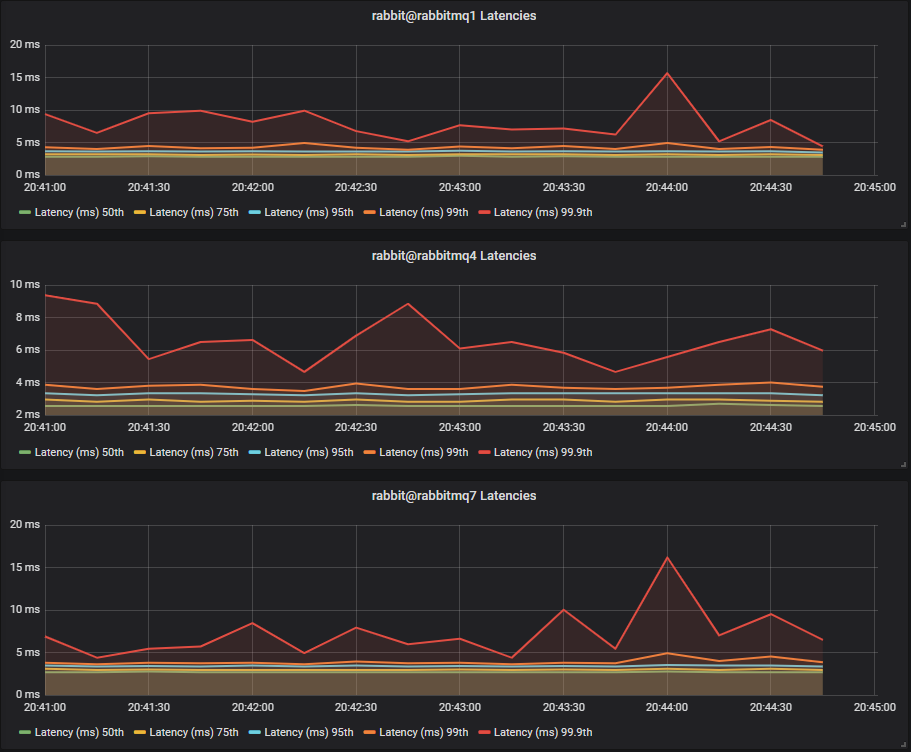 rabbit@rabbitmq1 Latencies
20 ms
15 ms
10 ms
5 ms
0 ms
20:41:00 20:41:30 20:42:00 20:42:30 20:43:00 20:43:30 20:44:00 20:44:30 20:45:00
Latency (ms) 50th Latency (ms) 75th Latency (ms) 95th Latency (ms) 99th Latency (ms) 99.9th
rabbit@rabbitmq4 Latencies
10 ms
8 ms
6 ms
4 ms
2 ms
20:41:00 20:41:30 20:42:00 20:42:30 20:43:00 20:43:30 20:44:00 20:44:30 20:45:00
Latency (ms) 50th Latency (ms) 75th Latency (ms) 95th Latency (ms) 99th Latency (ms) 99.9th
rabbit@rabbitmq7 Latencies
20 ms
15 ms
10 ms
5 ms
0 ms
20:41:00 20:41:30 20:42:00 20:42:30 20:43:00 20:43:30 20:44:00 20:44:30 20:45:00
Latency (ms) 50th Latency (ms) 75th Latency (ms) 95th Latency (ms) 99th Latency (ms) 99.9th